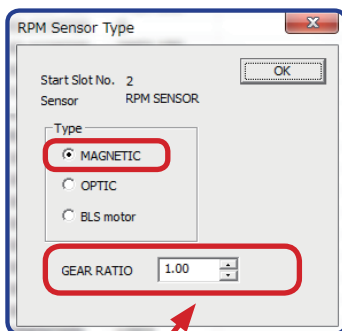 RPM Sensor Type
OK
Start Slot No. 2
Sensor RPM SENSOR
Type
MAGNETIC
OPTIC
BLS motor
GEAR RATIO 1.00